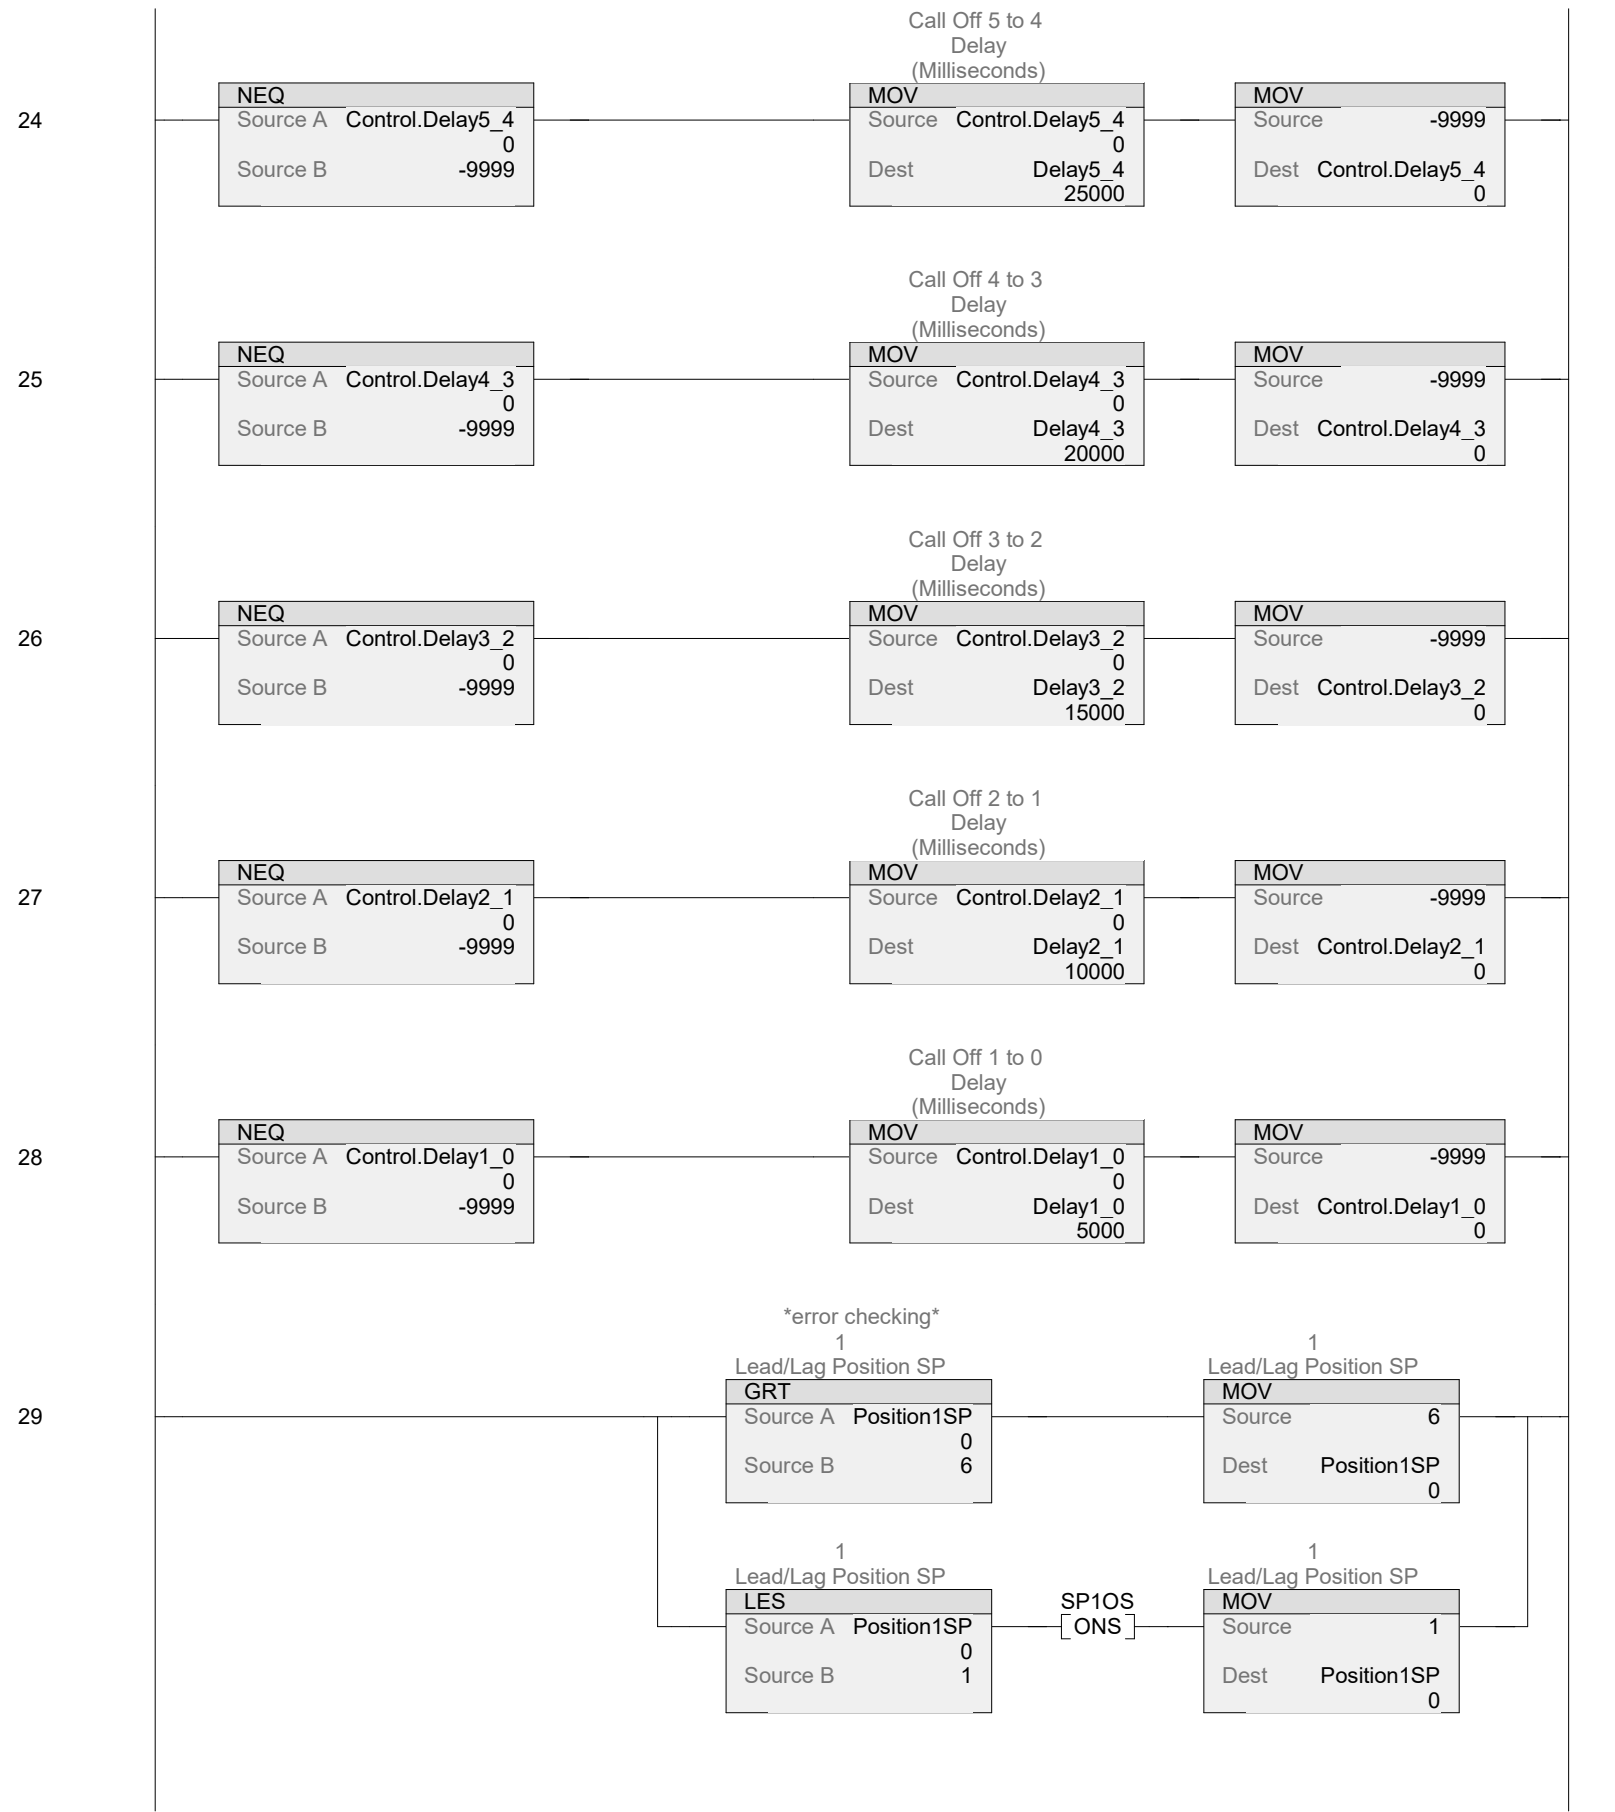 Call Off 5 to 4
Delay
(Milliseconds)
NEQ MOV MOV
24 Source A Control.Delay5_4 Source Control.Delay5_4 Source -9999
0 0
Source B -9999 Dest Delay5_4 Dest Control.Delay5_4
25000 0
Call Off 4 to 3
Delay
(Milliseconds)
NEQ MOV MOV
25 Source A Control.Delay4_3 Source Control.Delay4_3 Source -9999
0 0
Source B -9999 Dest Delay4_3 Dest Control.Delay4_3
20000 0
Call Off 3 to 2
Delay
(Milliseconds)
NEQ MOV MOV
26 Source A Control.Delay3_2 Source Control.Delay3_2 Source -9999
0 0
Source B -9999 Dest Delay3_2 Dest Control.Delay3_2
15000 0
Call Off 2 to 1
Delay
(Milliseconds)
NEQ MOV MOV
27 Source A Control.Delay2_1 Source Control.Delay2_1 Source -9999
0 0
Source B -9999 Dest Delay2_1 Dest Control.Delay2_1
10000 0
Call Off 1 to 0
Delay
(Milliseconds)
NEQ MOV MOV
28 Source A Control.Delay1_0 Source Control.Delay1_0 Source -9999
0 0
Source B -9999 Dest Delay1_0 Dest Control.Delay1_0
5000 0
*error checking*
1 1
Lead/Lag Position SP Lead/Lag Position SP
GRT MOV
29 Source A Position1SP Source 6
0
Source B 6 Dest Position1SP
0
1 1
Lead/Lag Position SP Lead/Lag Position SP
LES SP1OS MOV
Source A Position1SP ONS Source 1
0
Source B 1 Dest Position1SP
0